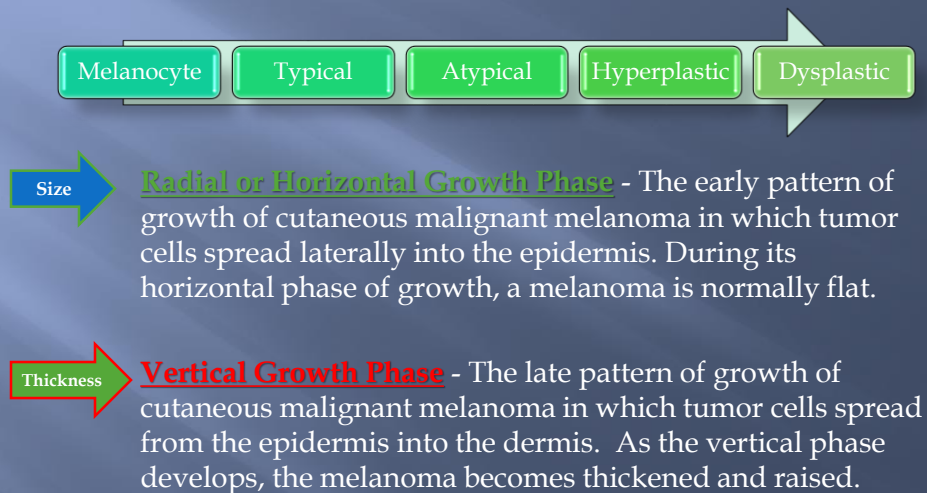 Melanocyte Typical Atypical Hyperplastic Dysplastic
Size
Radial or Horizontal Growth Phase - The early pattern of
growth of cutaneous malignant melanoma in which tumor
cells spread laterally into the epidermis. During its
horizontal phase of growth, a melanoma is normally flat.
Thickness
Vertical Growth Phase - The late pattern of growth of
cutaneous malignant melanoma in which tumor cells spread
from the epidermis into the dermis.  As the vertical phase
develops, the melanoma becomes thickened and raised.